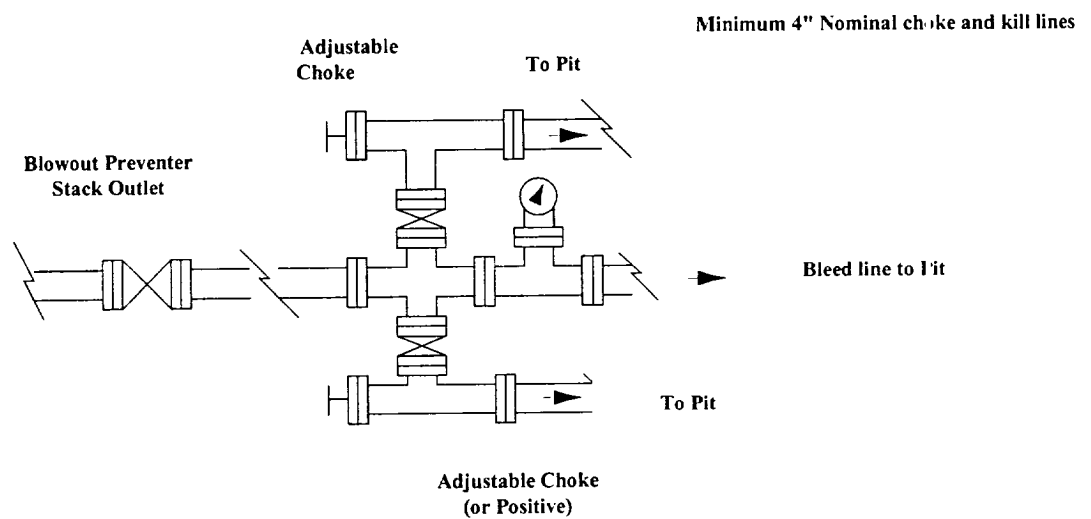 Minimum 4" Nominal choke and kill lines
Adjustable
Choke
To Pit
Blowout Preventer
Stack Outlet
Bleed line to Pit
To Pit
Adjustable Choke
(or Positive)